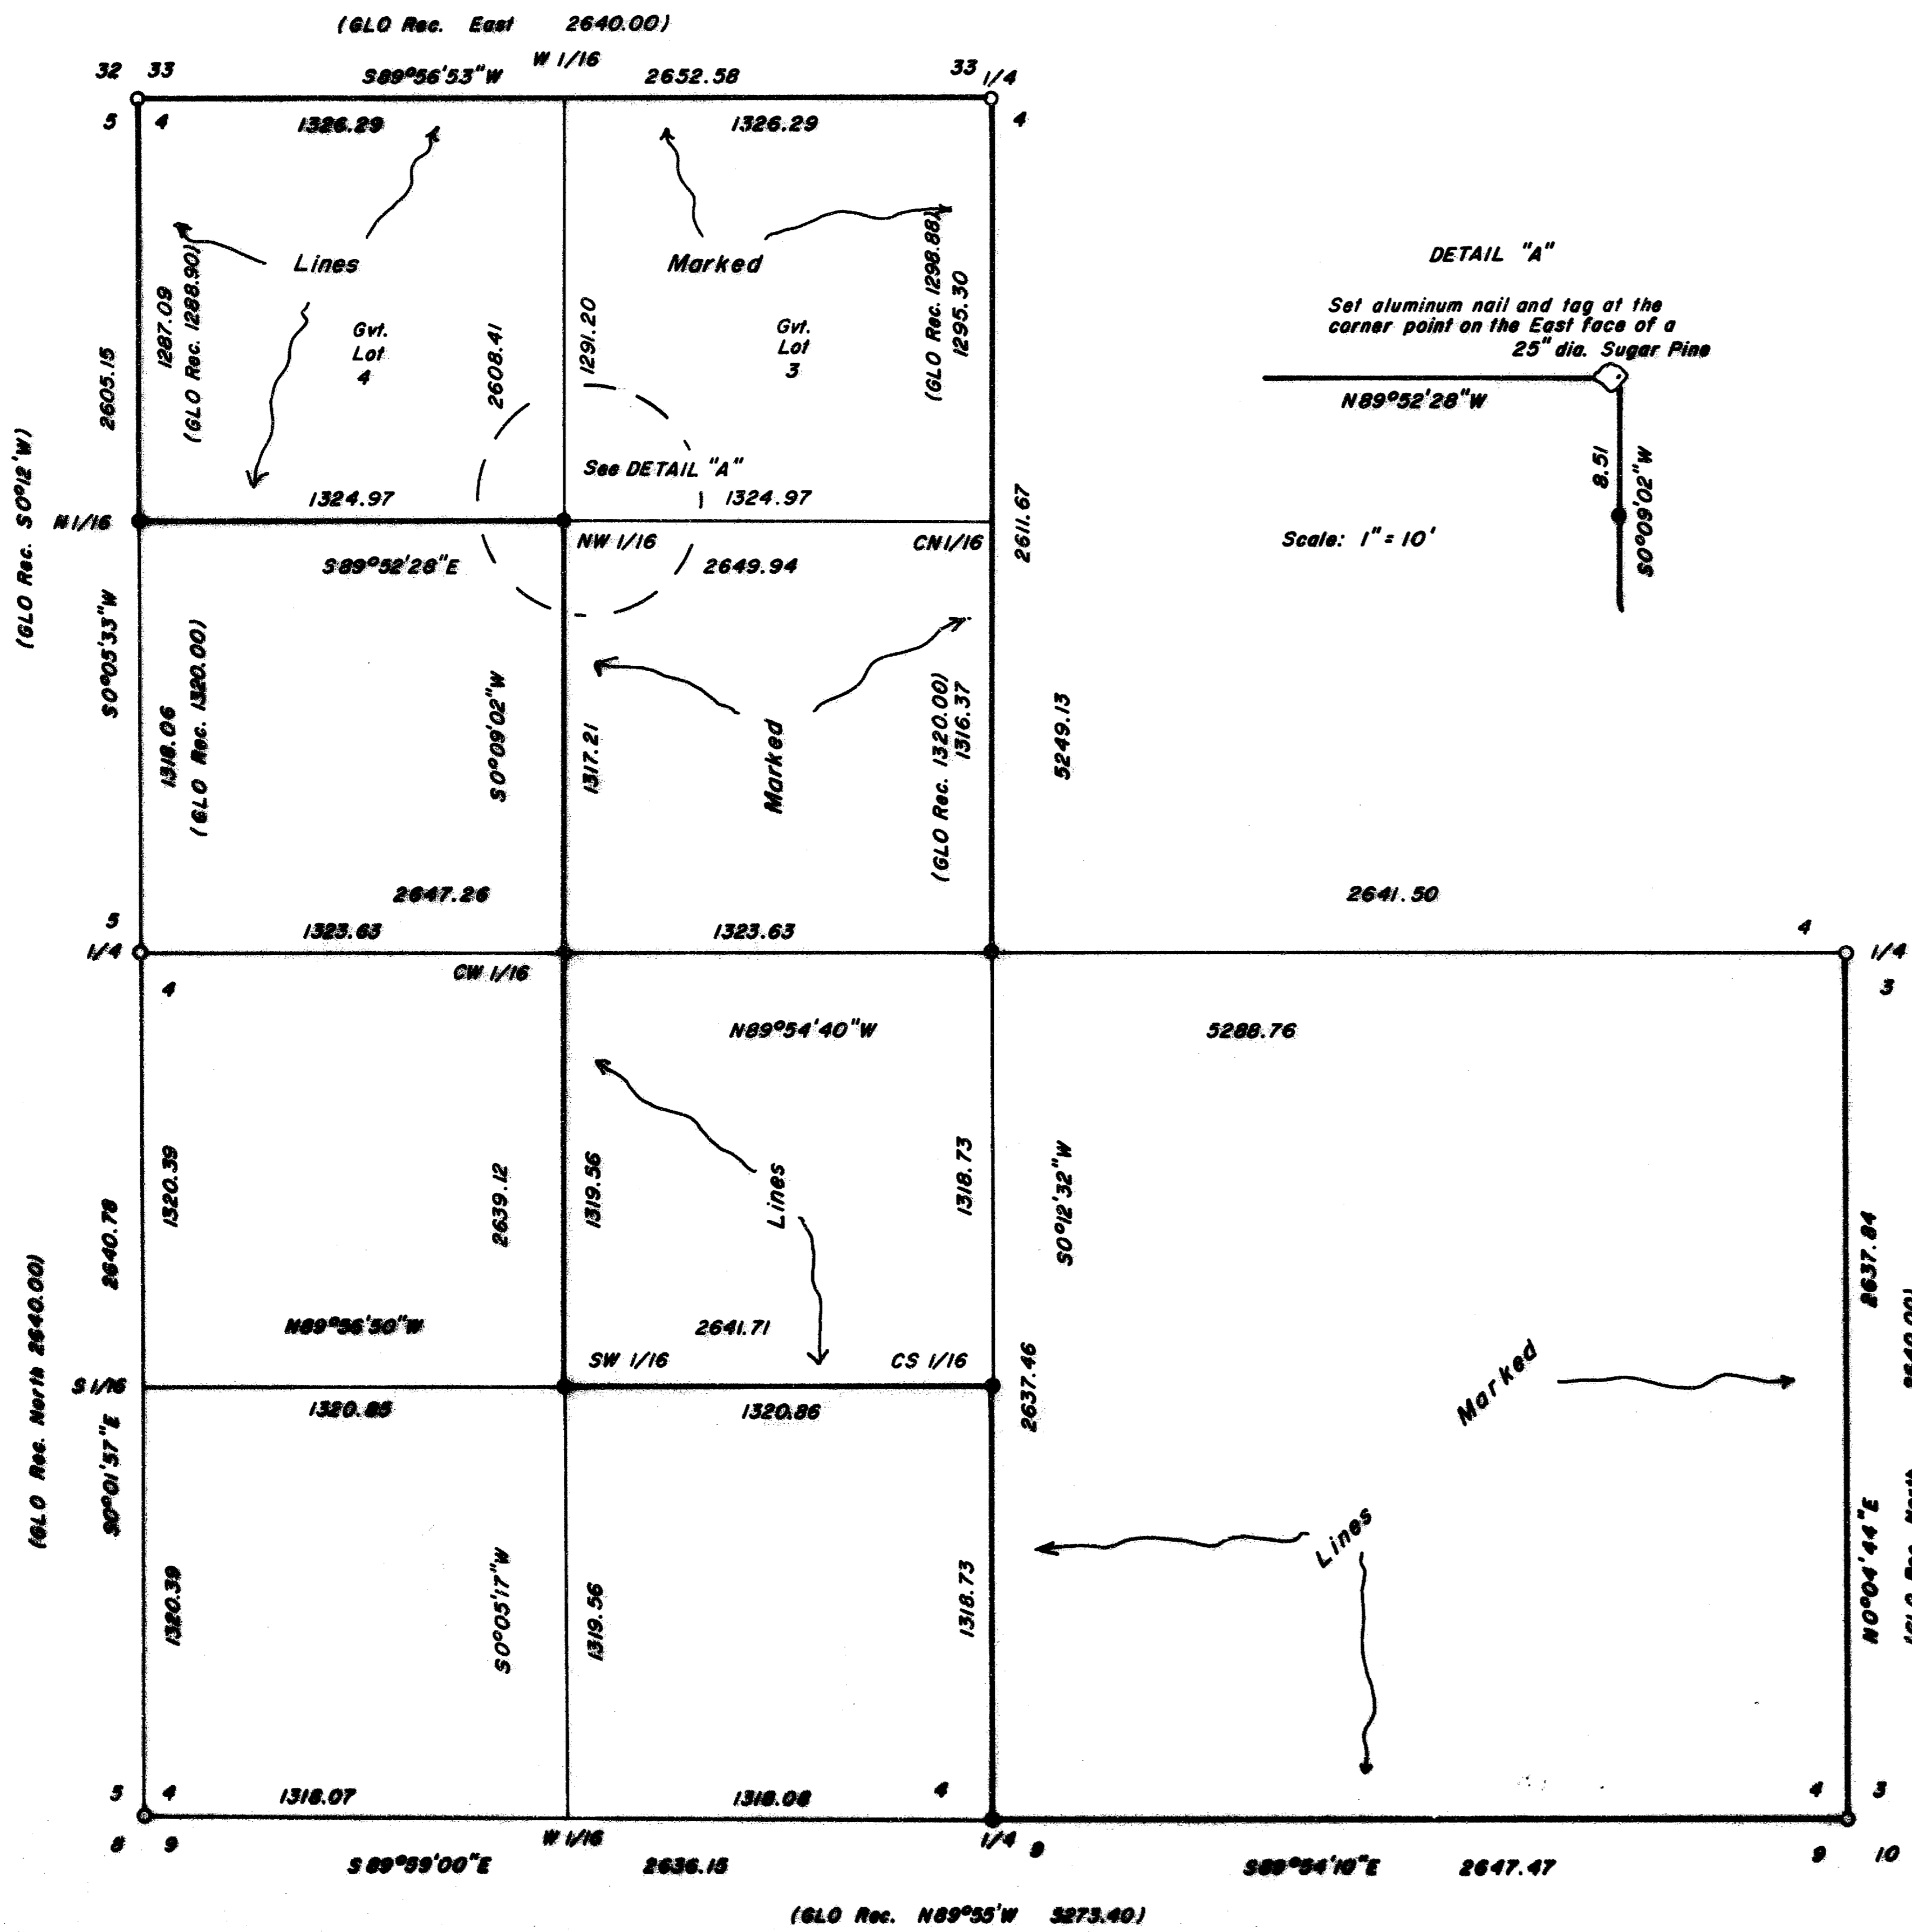 (GLO Rec. East 2640.00)
W 1/16
32 33
S89°56'53"W
2652.58
33 1/4
5 4
1326.29
1326.29
4
Lines
Marked
1287.09
(GLO Rec. 1288.90)
Gvt.
Lot
4
2605.15
2608.41
1291.20
Gvt.
Lot
3
(GLO Rec. 1298.88)
1295.30
DETAIL "A"
Set aluminum nail and tag at the
corner point on the East face of a
25" dia. Sugar Pine
N89°52'28"W
8.51
S0°09'02"W
Scale: 1" = 10'
(GLO Rec. S0°12'W)
See DETAIL "A"
1324.97
1324.97
N 1/16
NW 1/16
CN 1/16
2611.67
S89°52'28"E
2649.94
S0°05'33"W
1318.06
(GLO Rec. 1320.00)
S0°09'02"W
1317.21
Marked
(GLO Rec. 1320.00)
1316.37
5249.13
2647.26
2641.50
5
1323.63
1323.63
4
1/4
1/4
CW 1/16
4
3
N89°54'40"W
5288.76
1320.39
2639.12
1319.56
Lines
1318.73
S0°12'32"W
2640.78
2637.84
(GLO Rec. North 2640.00)
N89°56'50"W
2641.71
SW 1/16
CS 1/16
S 1/16
1320.85
1320.86
2637.46
Marked
S0°01'57"E
Lines
N0°04'44"E
1320.39
S0°05'17"W
1319.56
1318.73
5 4
1318.07
1318.08
4
4 3
8 9
W 1/16
1/4 9
9 10
S89°59'00"E
2636.15
S89°54'10"E
2647.47
(GLO Rec. N89°55'W 5273.40)